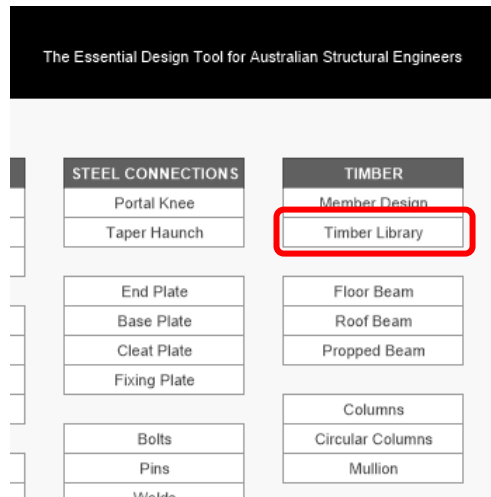 The Essential Design Tool for Australian Structural Engineers
STEEL CONNECTIONS
Portal Knee
Taper Haunch
End Plate
Base Plate
Cleat Plate
Fixing Plate
Bolts
Pins
Welds
TIMBER
Member Design
Timber Library
Floor Beam
Roof Beam
Propped Beam
Columns
Circular Columns
Mullion